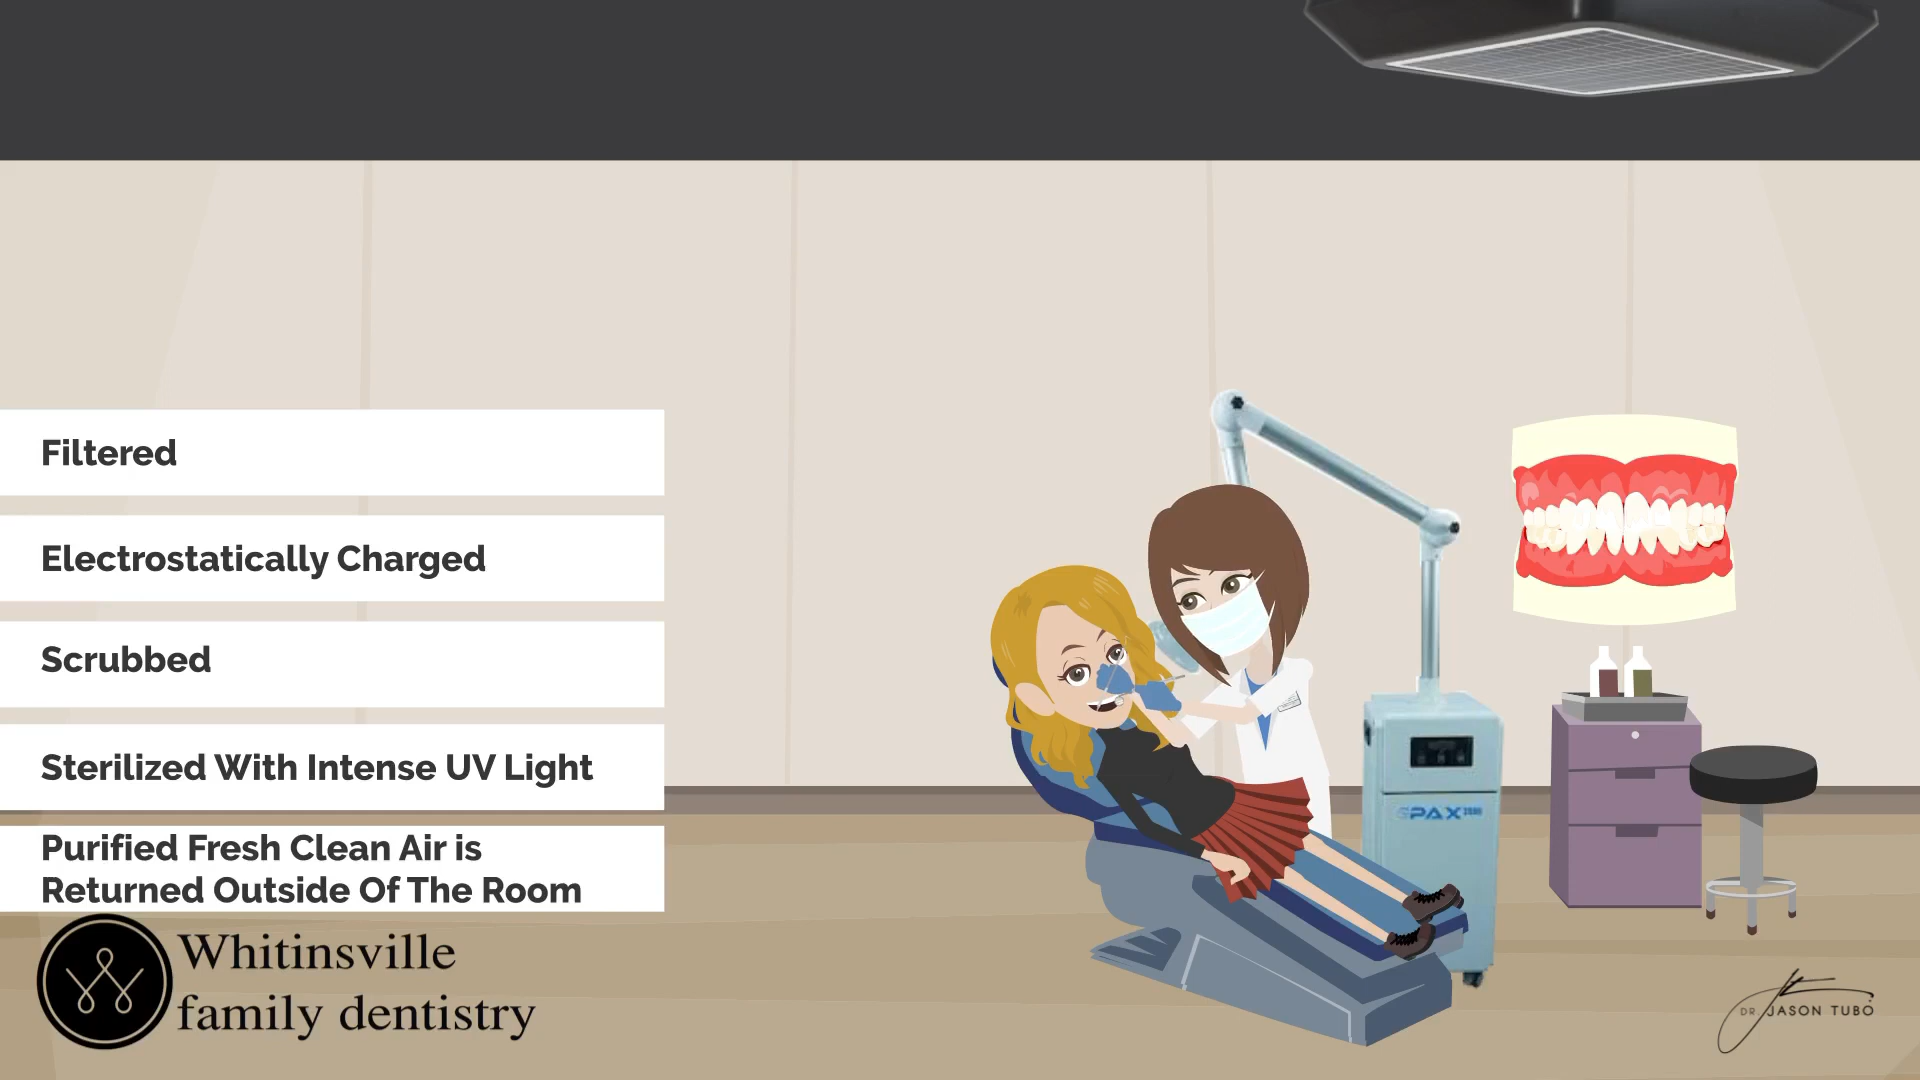 Filtered
Electrostatically Charged
Scrubbed
Sterilized With Intense UV Light
Purified Fresh Clean Air is
Returned Outside Of The Room
Whitinsville
family dentistry
PAX
DR. JASON TUBO